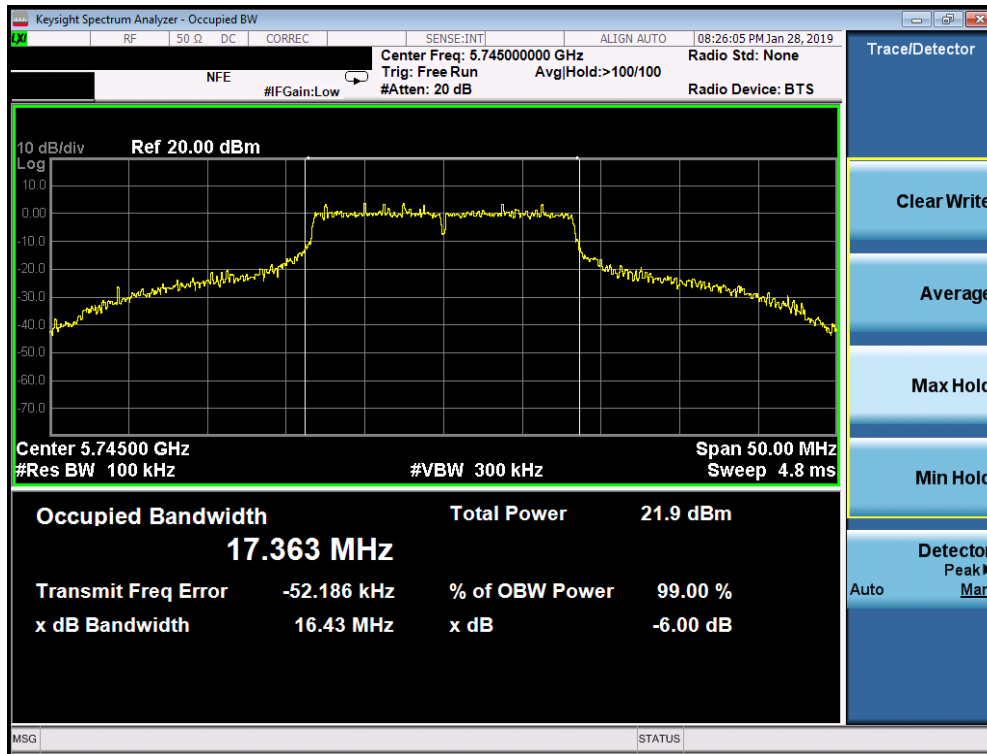 Keysight Spectrum Analyzer - Occupied BW
LXI RF 50 Ω DC CORREC SENSE:INT ALIGN AUTO 08:26:05 PM Jan 28, 2019
Center Freq: 5.745000000 GHz Radio Std: None
NFE Trig: Free Run Avg|Hold:>100/100
#IFGain:Low #Atten: 20 dB Radio Device: BTS
10 dB/div Ref 20.00 dBm
Log
10.0
0.00
-10.0
-20.0
-30.0
-40.0
-50.0
-60.0
-70.0
Center 5.74500 GHz Span 50.00 MHz
#Res BW 100 kHz #VBW 300 kHz Sweep 4.8 ms
Occupied Bandwidth Total Power 21.9 dBm
17.363 MHz
Transmit Freq Error -52.186 kHz % of OBW Power 99.00 %
x dB Bandwidth 16.43 MHz x dB -6.00 dB
MSG STATUS
Trace/Detector
Clear Write
Average
Max Hold
Min Hold
Detector
Peak▶
Auto Man